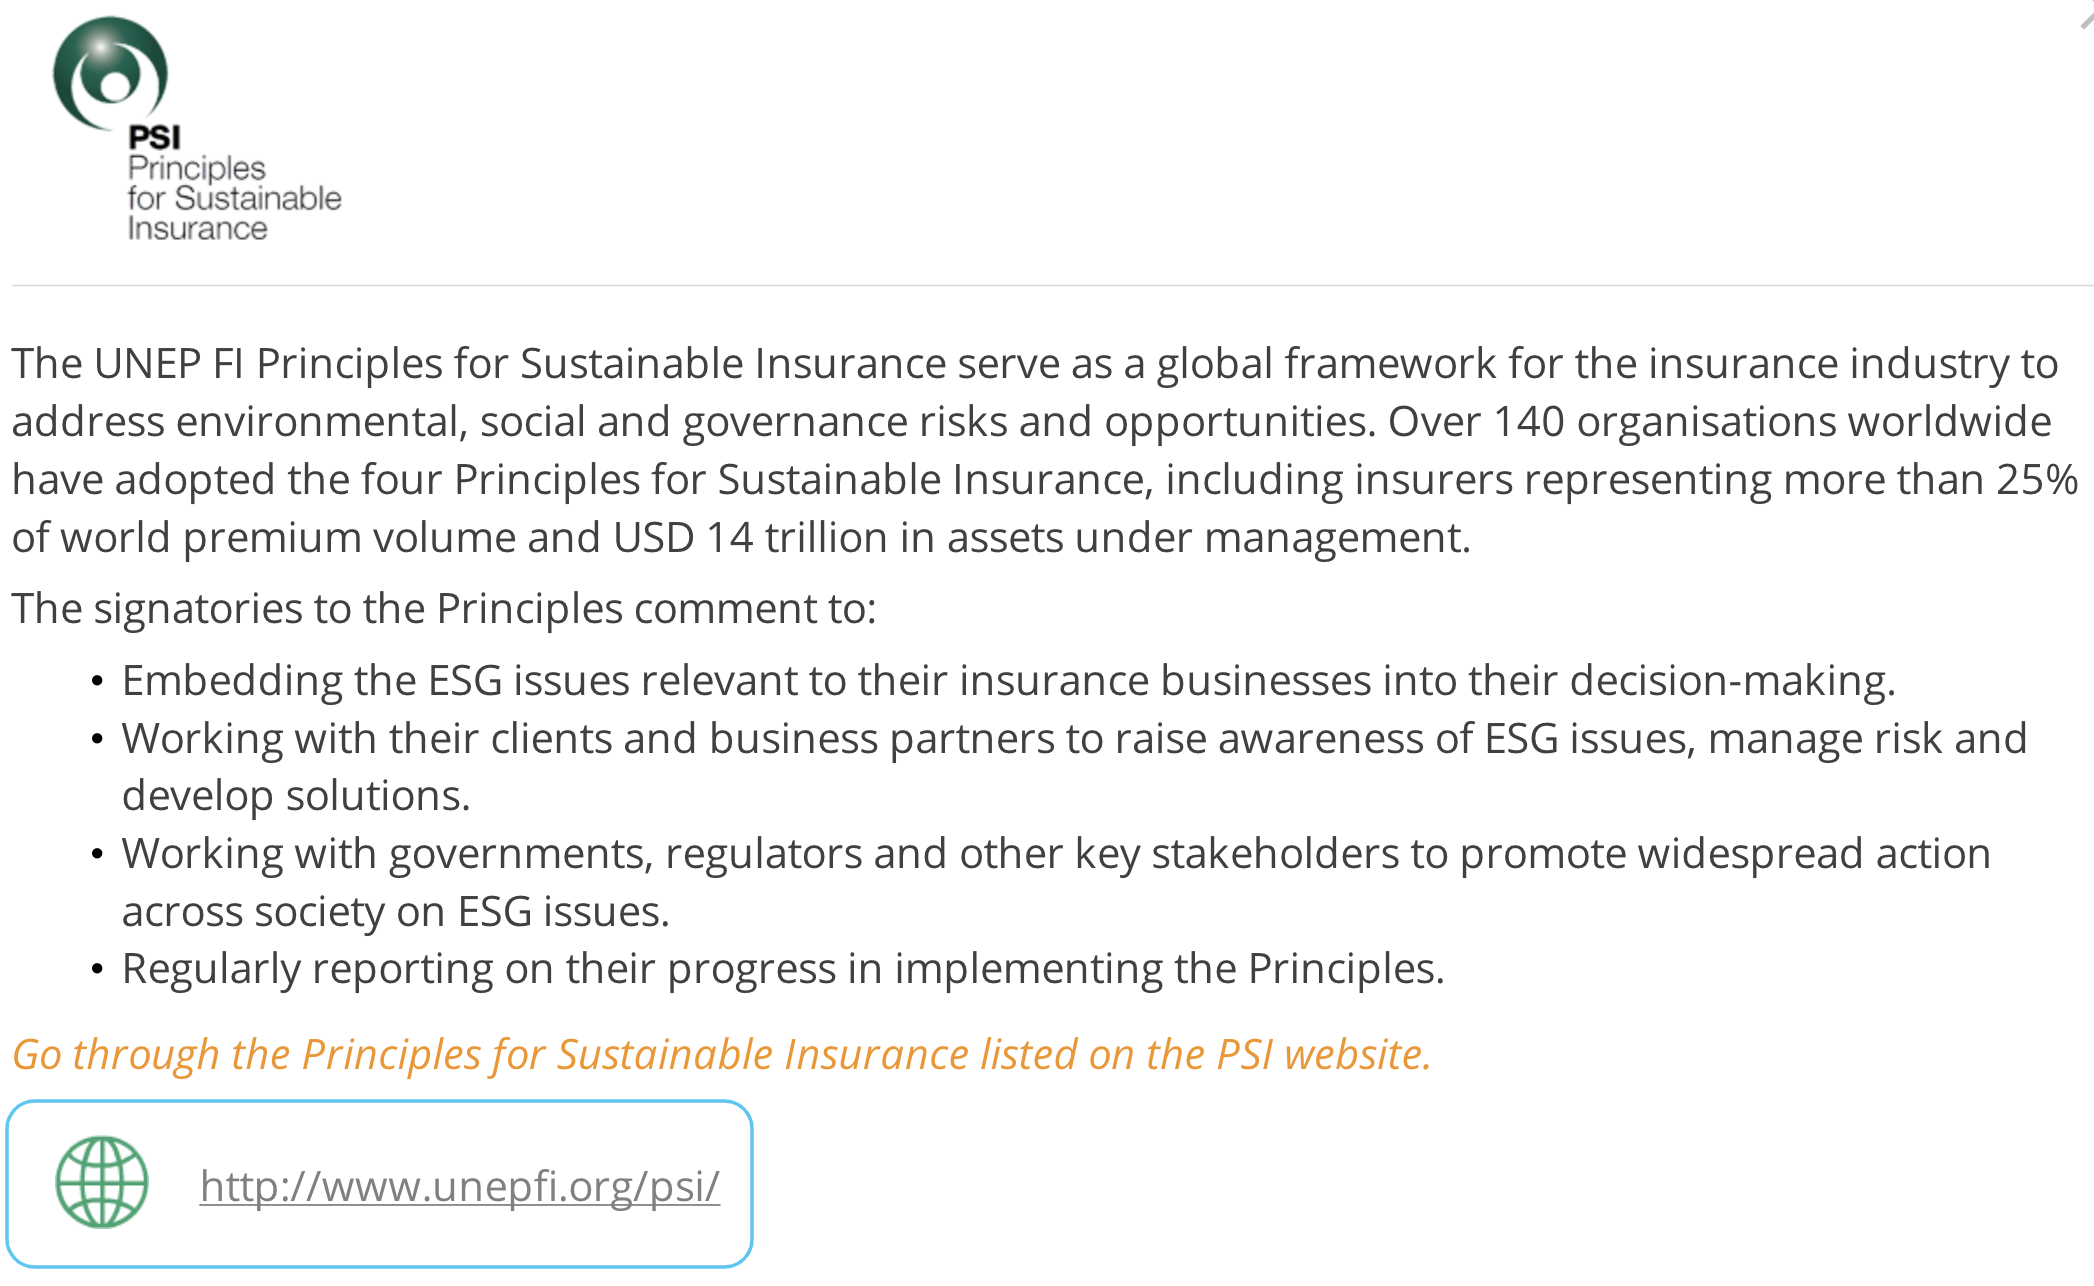 PSI
Principles
for Sustainable
Insurance
The UNEP FI Principles for Sustainable Insurance serve as a global framework for the insurance industry to
address environmental, social and governance risks and opportunities. Over 140 organisations worldwide
have adopted the four Principles for Sustainable Insurance, including insurers representing more than 25%
of world premium volume and USD 14 trillion in assets under management.
The signatories to the Principles comment to:
• Embedding the ESG issues relevant to their insurance businesses into their decision-making.
• Working with their clients and business partners to raise awareness of ESG issues, manage risk and
develop solutions.
• Working with governments, regulators and other key stakeholders to promote widespread action
across society on ESG issues.
• Regularly reporting on their progress in implementing the Principles.
Go through the Principles for Sustainable Insurance listed on the PSI website.
http://www.unepfi.org/psi/